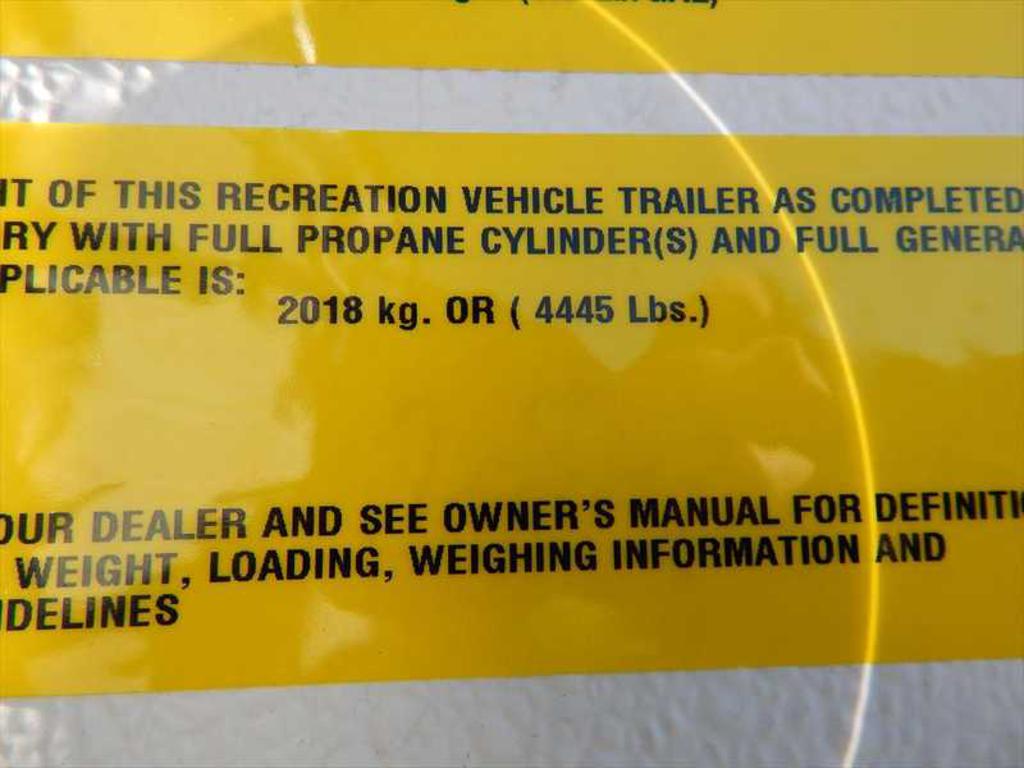 IT OF THIS RECREATION VEHICLE TRAILER AS COMPLETED
RY WITH FULL PROPANE CYLINDER(S) AND FULL GENERA
PLICABLE IS:
2018 kg. OR ( 4445 Lbs.)
OUR DEALER AND SEE OWNER'S MANUAL FOR DEFINITI
WEIGHT, LOADING, WEIGHING INFORMATION AND
IDELINES